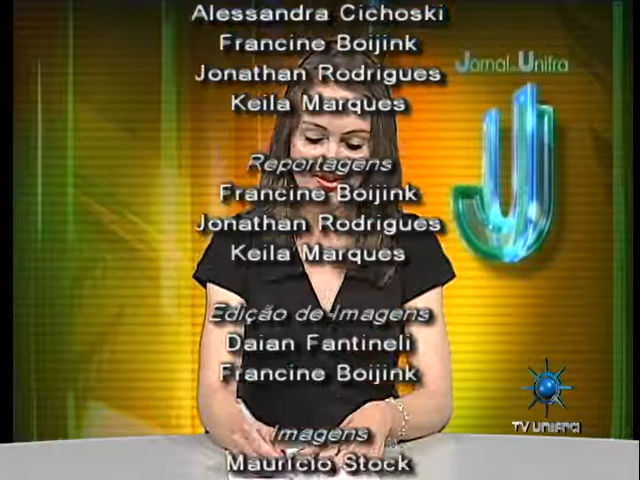 Alessandra Cichoski
Francine Boijink
Jonathan Rodrigues
Keila Marques
Reportagens
Francine Boijink
Jonathan Rodrigues
Keila Marques
Edição de Imagens
Daian Fantineli
Francine Boijink
Imagens
Maurício Stock
Jornal da Unifra
TV UNIFRA